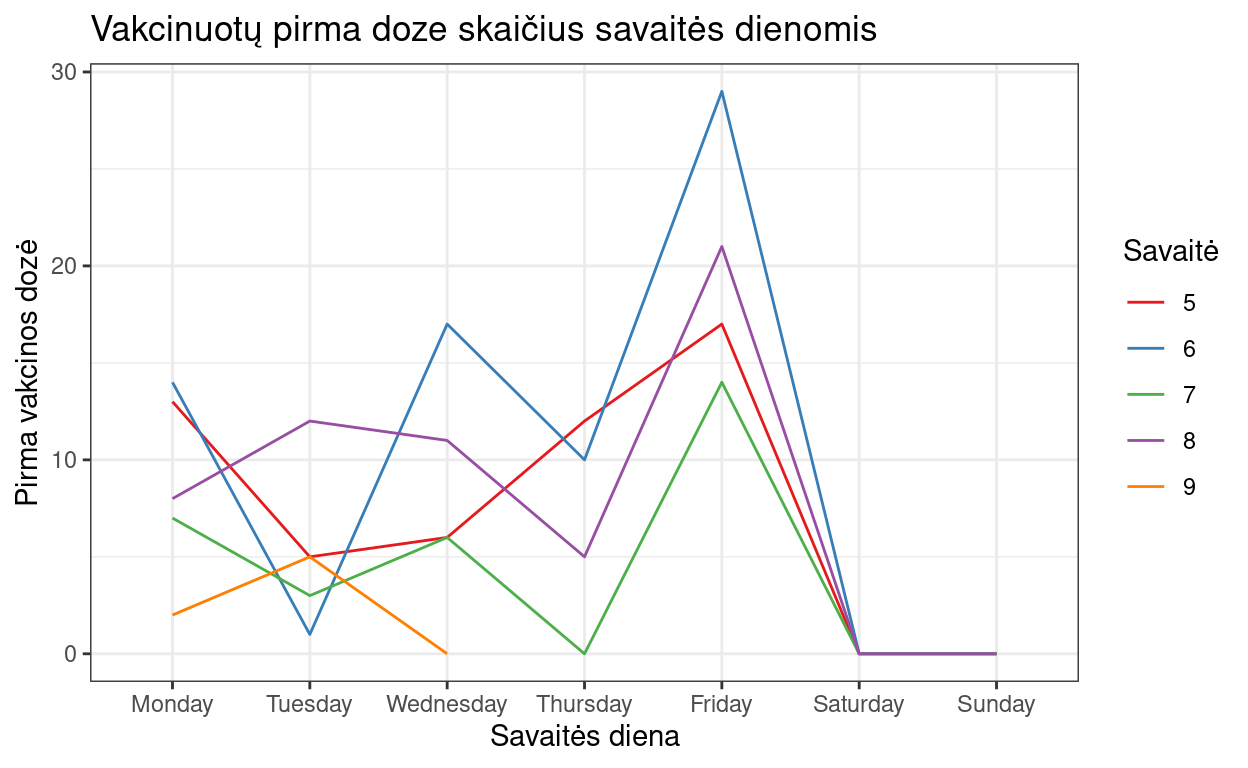 Vakcinuotų pirma doze skaičius savaitės dienomis
Pirma vakcinos dozė
30
20
10
0
Monday
Tuesday
Wednesday
Thursday
Friday
Saturday
Sunday
Savaitės diena
Savaitė
5
6
7
8
9